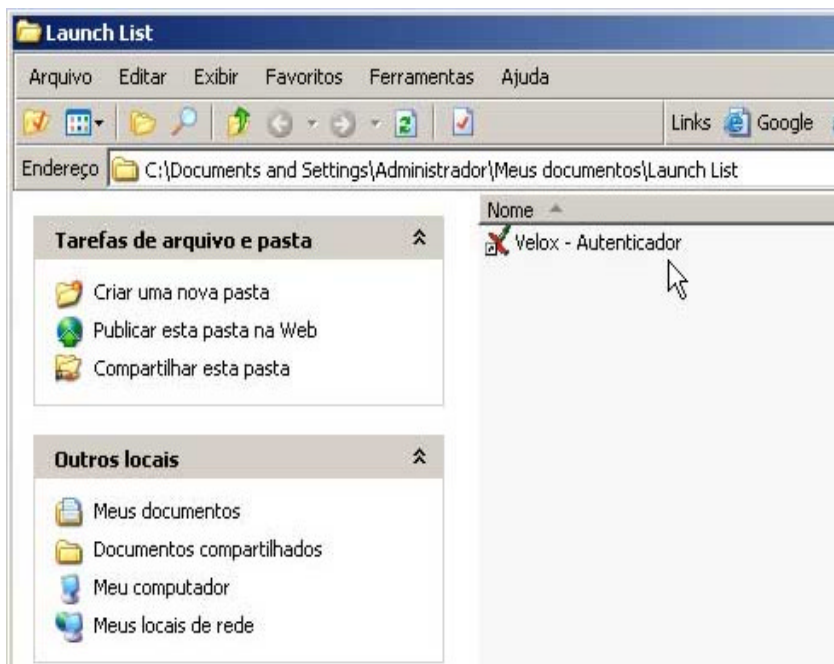 Launch List
Arquivo Editar Exibir Favoritos Ferramentas Ajuda
Links Google
Endereço C:\Documents and Settings\Administrador\Meus documentos\Launch List
Nome
Tarefas de arquivo e pasta
Velox - Autenticador
Criar uma nova pasta
Publicar esta pasta na Web
Compartilhar esta pasta
Outros locais
Meus documentos
Documentos compartilhados
Meu computador
Meus locais de rede